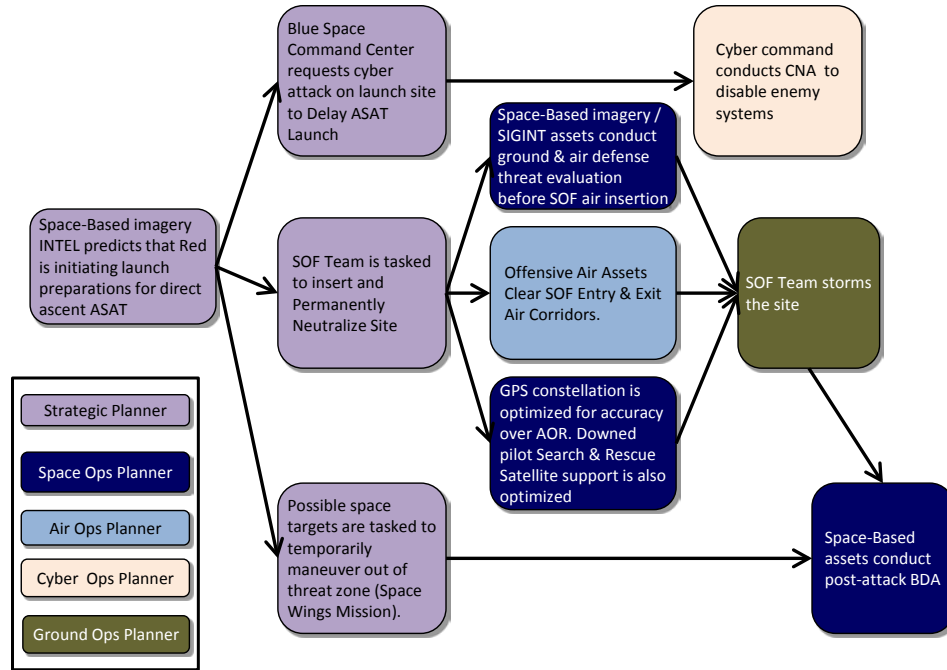 Blue Space
Command Center
requests cyber
attack on launch site
to Delay ASAT
Launch
Cyber command
conducts CNA to
disable enemy
systems
Space-Based imagery /
SIGINT assets conduct
ground & air defense
threat evaluation
before SOF air insertion
Space-Based imagery
INTEL predicts that Red
is initiating launch
preparations for direct
ascent ASAT
SOF Team is tasked
to insert and
Permanently
Neutralize Site
Offensive Air Assets
Clear SOF Entry & Exit
Air Corridors.
SOF Team storms
the site
GPS constellation is
optimized for accuracy
over AOR. Downed
pilot Search & Rescue
Satellite support is also
optimized
Possible space
targets are tasked to
temporarily
maneuver out of
threat zone (Space
Wings Mission).
Space-Based
assets conduct
post-attack BDA
Strategic Planner
Space Ops Planner
Air Ops Planner
Cyber Ops Planner
Ground Ops Planner